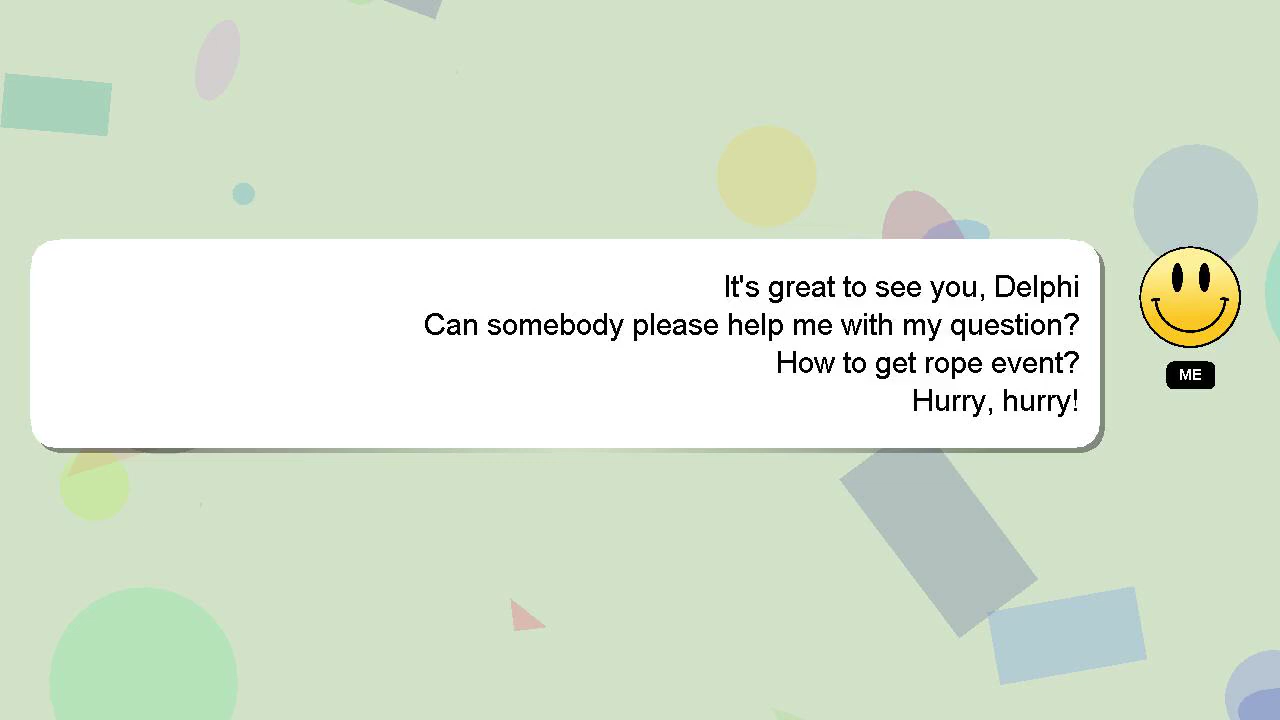 It's great to see you, Delphi
Can somebody please help me with my question?
How to get rope event?
Hurry, hurry!
ME